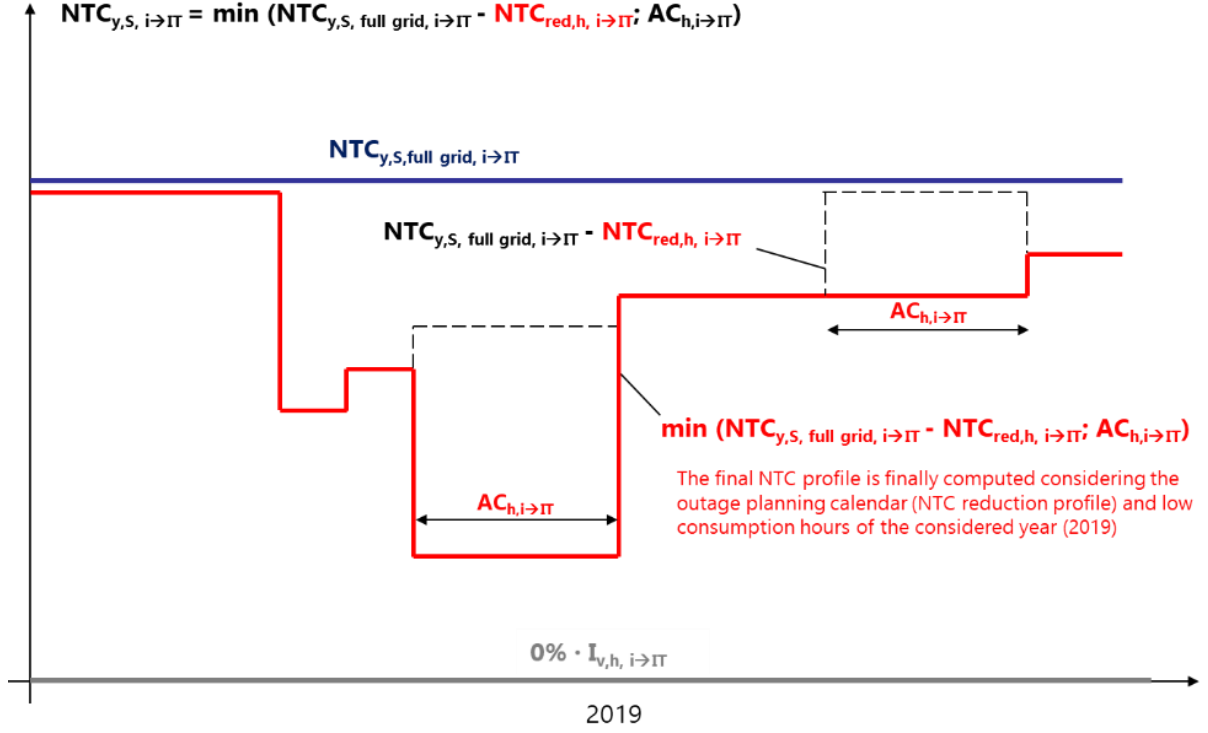 NTCy,S, i→IT = min (NTCy,S, full grid, i→IT - NTCred,h, i→IT; ACh,i→IT)
NTCy,S,full grid, i→IT
NTCy,S, full grid, i→IT - NTCred,h, i→IT
ACh,i→IT
min (NTCy,S, full grid, i→IT - NTCred,h, i→IT; ACh,i→IT)
The final NTC profile is finally computed considering the
outage planning calendar (NTC reduction profile) and low
consumption hours of the considered year (2019)
ACh,i→IT
0% · Iv,h, i→IT
2019